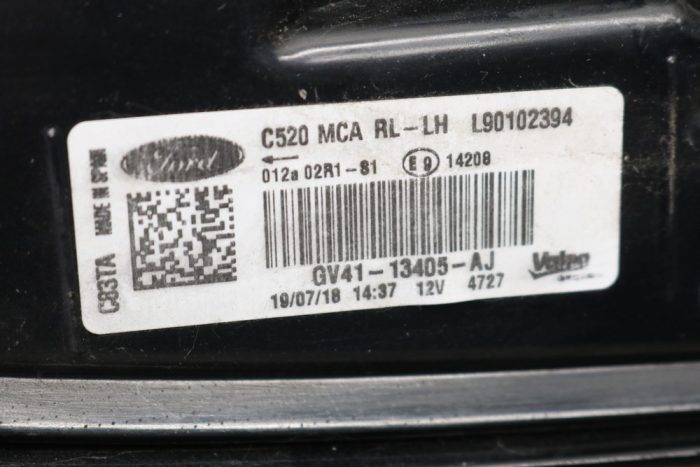 MADE IN SPAIN
C83TA
Ford
C520 MCA RL-LH L90102394
← 012a 02R1-S1 E9 14208
GV41-13405-AJ
19/07/18 14:37 12V 4727
Valeo